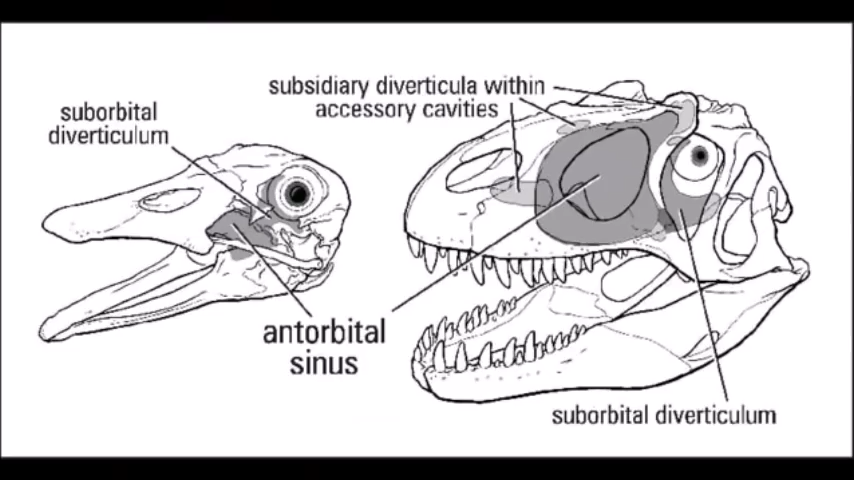 subsidiary diverticula within
accessory cavities
suborbital
diverticulum
antorbital
sinus
suborbital diverticulum